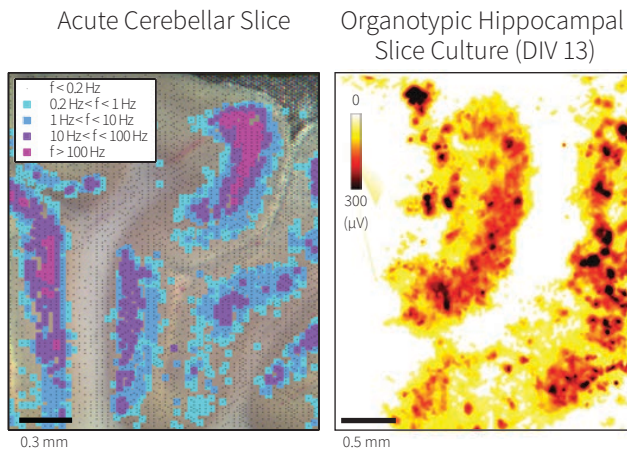 Acute Cerebellar Slice
f < 0.2 Hz
0.2 Hz < f < 1 Hz
1 Hz < f < 10 Hz
10 Hz < f < 100 Hz
f > 100 Hz
0.3 mm
Organotypic Hippocampal
Slice Culture (DIV 13)
0
300
(µV)
0.5 mm